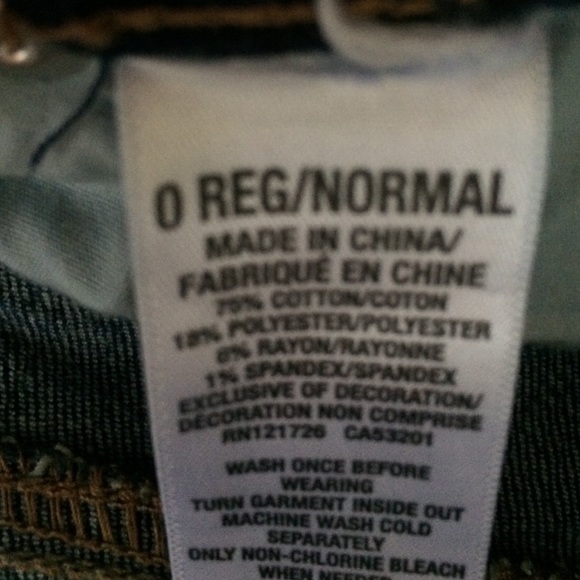 0 REG/NORMAL
MADE IN CHINA/
FABRIQUÉ EN CHINE
75% COTTON/COTON
18% POLYESTER/POLYESTER
6% RAYON/RAYONNE
1% SPANDEX/SPANDEX
EXCLUSIVE OF DECORATION/
DÉCORATION NON COMPRISE
RN121726 CA53201
WASH ONCE BEFORE
WEARING
TURN GARMENT INSIDE OUT
MACHINE WASH COLD
SEPARATELY
ONLY NON-CHLORINE BLEACH
WHEN NEEDED